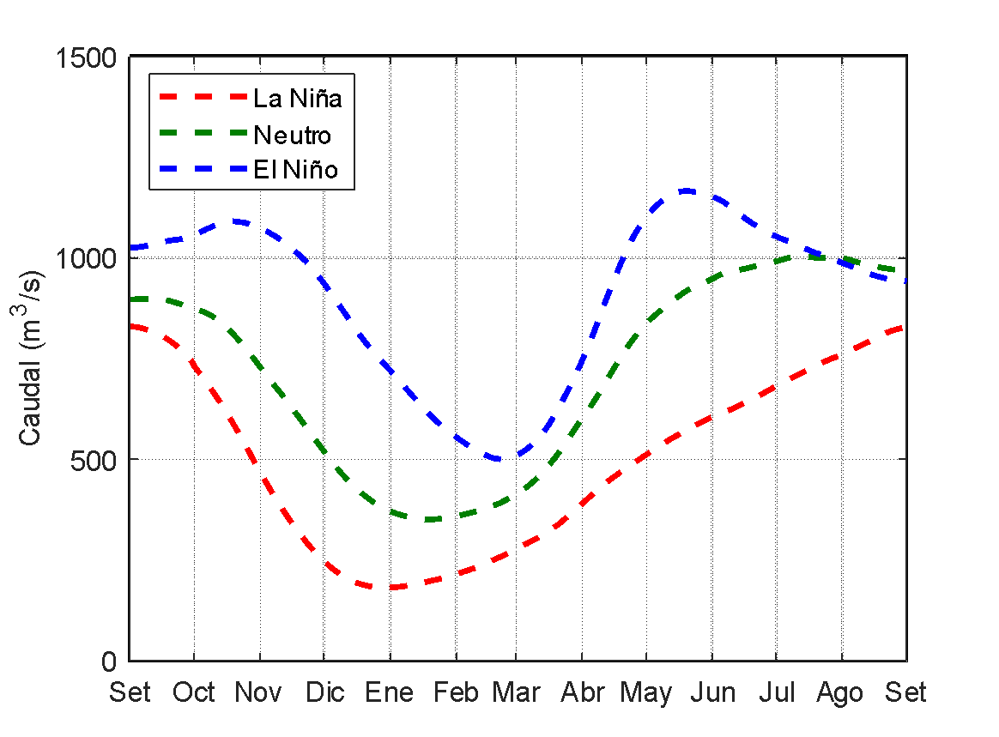 1500
La Niña
Neutro
El Niño
1000
Caudal (m³/s)
500
0
Set Oct Nov Dic Ene Feb Mar Abr May Jun Jul Ago Set